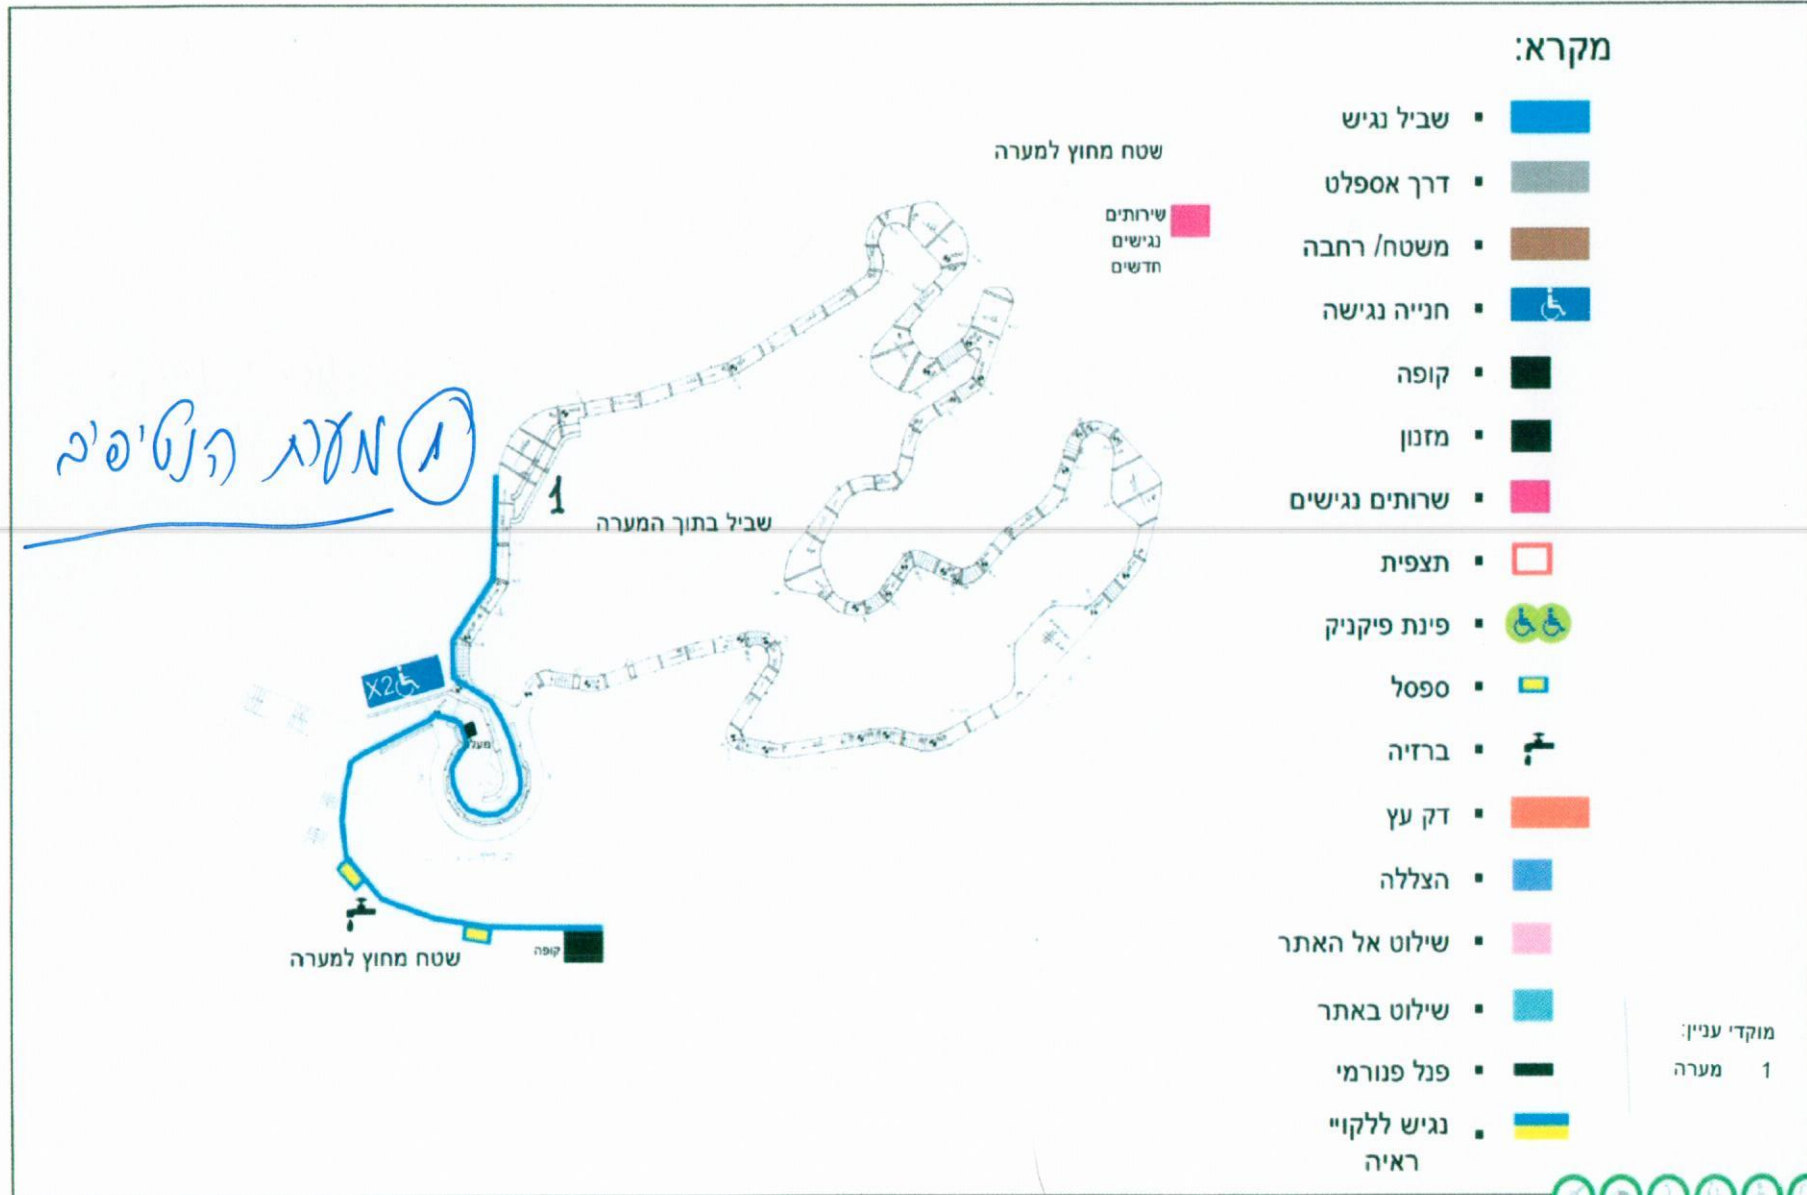 מקרא:
שביל נגיש
דרך אספלט
משטח/ רחבה
חנייה נגישה
קופה
מזנון
שרותים נגישים
תצפית
פינת פיקניק
ספסל
ברזיה
דק עץ
הצללה
שילוט אל האתר
שילוט באתר
פנל פנורמי
נגיש ללקויי
ראיה
מוקדי עניין:
1 מערה
שטח מחוץ למערה
שירותים
נגישים
חדשים
מערת הנטיפים
1
שביל בתוך המערה
X2
שטח מחוץ למערה
קופה